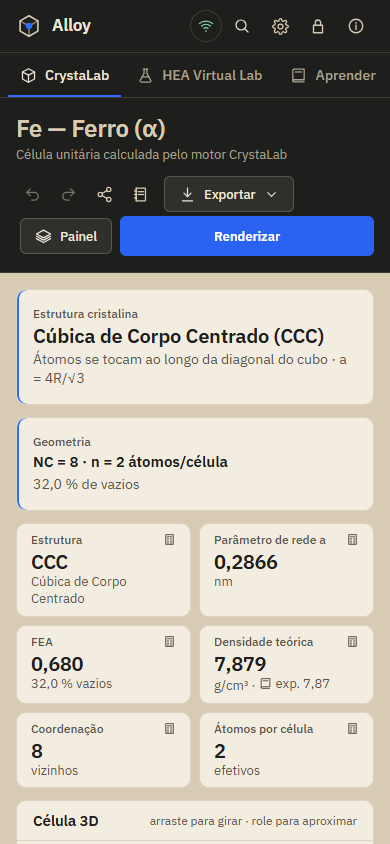 Alloy
CrystaLab
HEA Virtual Lab
Aprender
Fe — Ferro (α)
Célula unitária calculada pelo motor CrystaLab
Exportar
Painel
Renderizar
Estrutura cristalina
Cúbica de Corpo Centrado (CCC)
Átomos se tocam ao longo da diagonal do cubo · a
= 4R/√3
Geometria
NC = 8 · n = 2 átomos/célula
32,0 % de vazios
Estrutura
CCC
Cúbica de Corpo
Centrado
Parâmetro de rede a
0,2866
nm
FEA
0,680
32,0 % vazios
Densidade teórica
7,879
g/cm³ · exp. 7,87
Coordenação
8
vizinhos
Átomos por célula
2
efetivos
Célula 3D
arraste para girar · role para aproximar